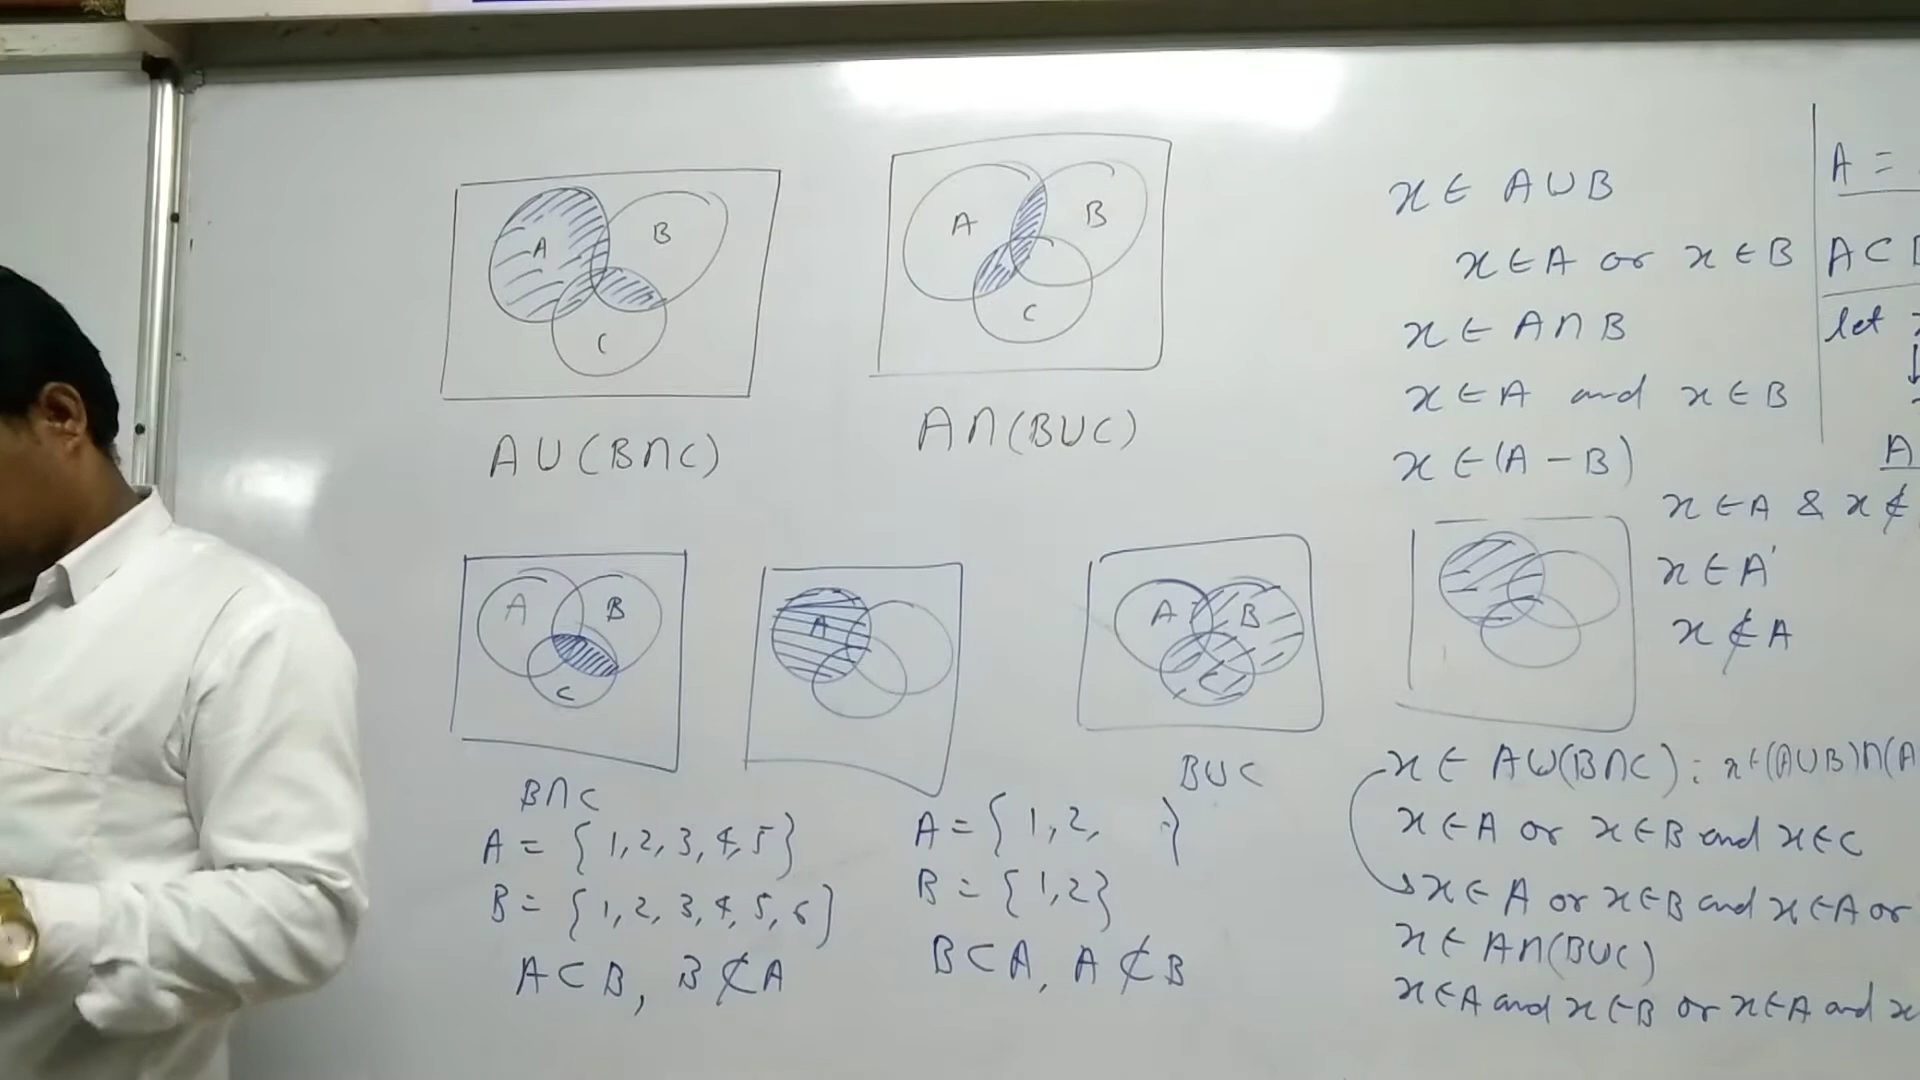 A B C
A∪(B∩C)
A B C
A∩(B∪C)
A B C
B∩C
A
A B C
B∪C
A = {1,2,3,4,5}
B = {1,2,3,4,5,6}
A⊂B, B⊄A
A = {1,2, }
B = {1,2}
B⊂A, A⊄B
x∈ A∪B
x∈A or x∈B
x∈ A∩B
x∈A and x∈B
x∈(A−B)
x∈A & x∉
x∈A'
x∉A
x∈ A∪(B∩C) : x∈(A∪B)∩(A
x∈A or x∈B and x∈C
x∈A or x∈B and x∈A or
x∈ A∩(B∪C)
x∈A and x∈B or x∈A and x
A =
A⊂
let
A